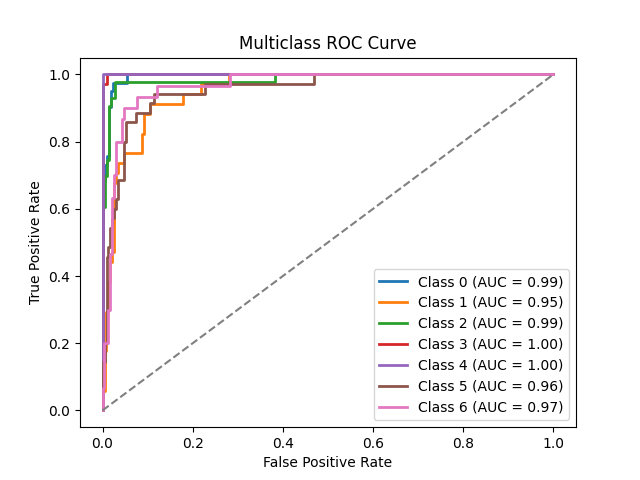 Multiclass ROC Curve
True Positive Rate
1.0
0.8
0.6
0.4
0.2
0.0
Class 0 (AUC = 0.99)
Class 1 (AUC = 0.95)
Class 2 (AUC = 0.99)
Class 3 (AUC = 1.00)
Class 4 (AUC = 1.00)
Class 5 (AUC = 0.96)
Class 6 (AUC = 0.97)
0.0 0.2 0.4 0.6 0.8 1.0
False Positive Rate